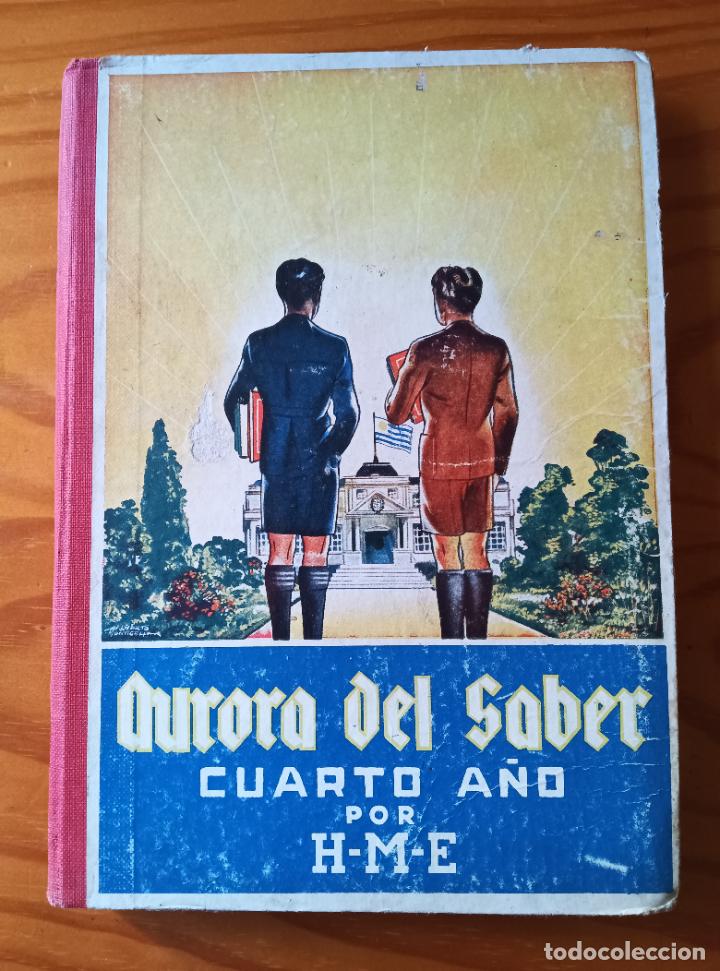 Aurora del Saber
CUARTO AÑO
POR
H-M-E
todocoleccion